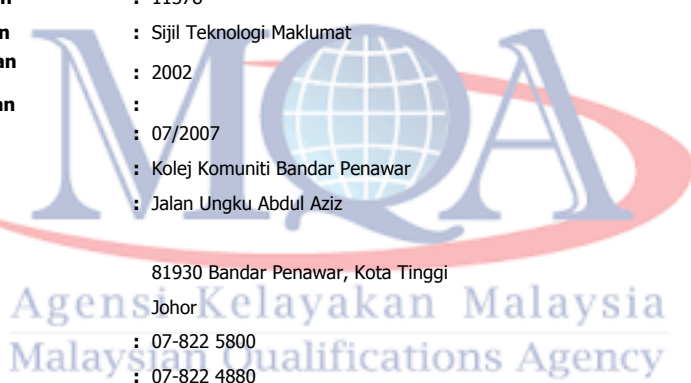 : Sijil Teknologi Maklumat
: 2002
:
: 07/2007
: Kolej Komuniti Bandar Penawar
: Jalan Ungku Abdul Aziz
81930 Bandar Penawar, Kota Tinggi
Johor
: 07-822 5800
: 07-822 4880
MQA
Agensi Kelayakan Malaysia
Malaysian Qualifications Agency